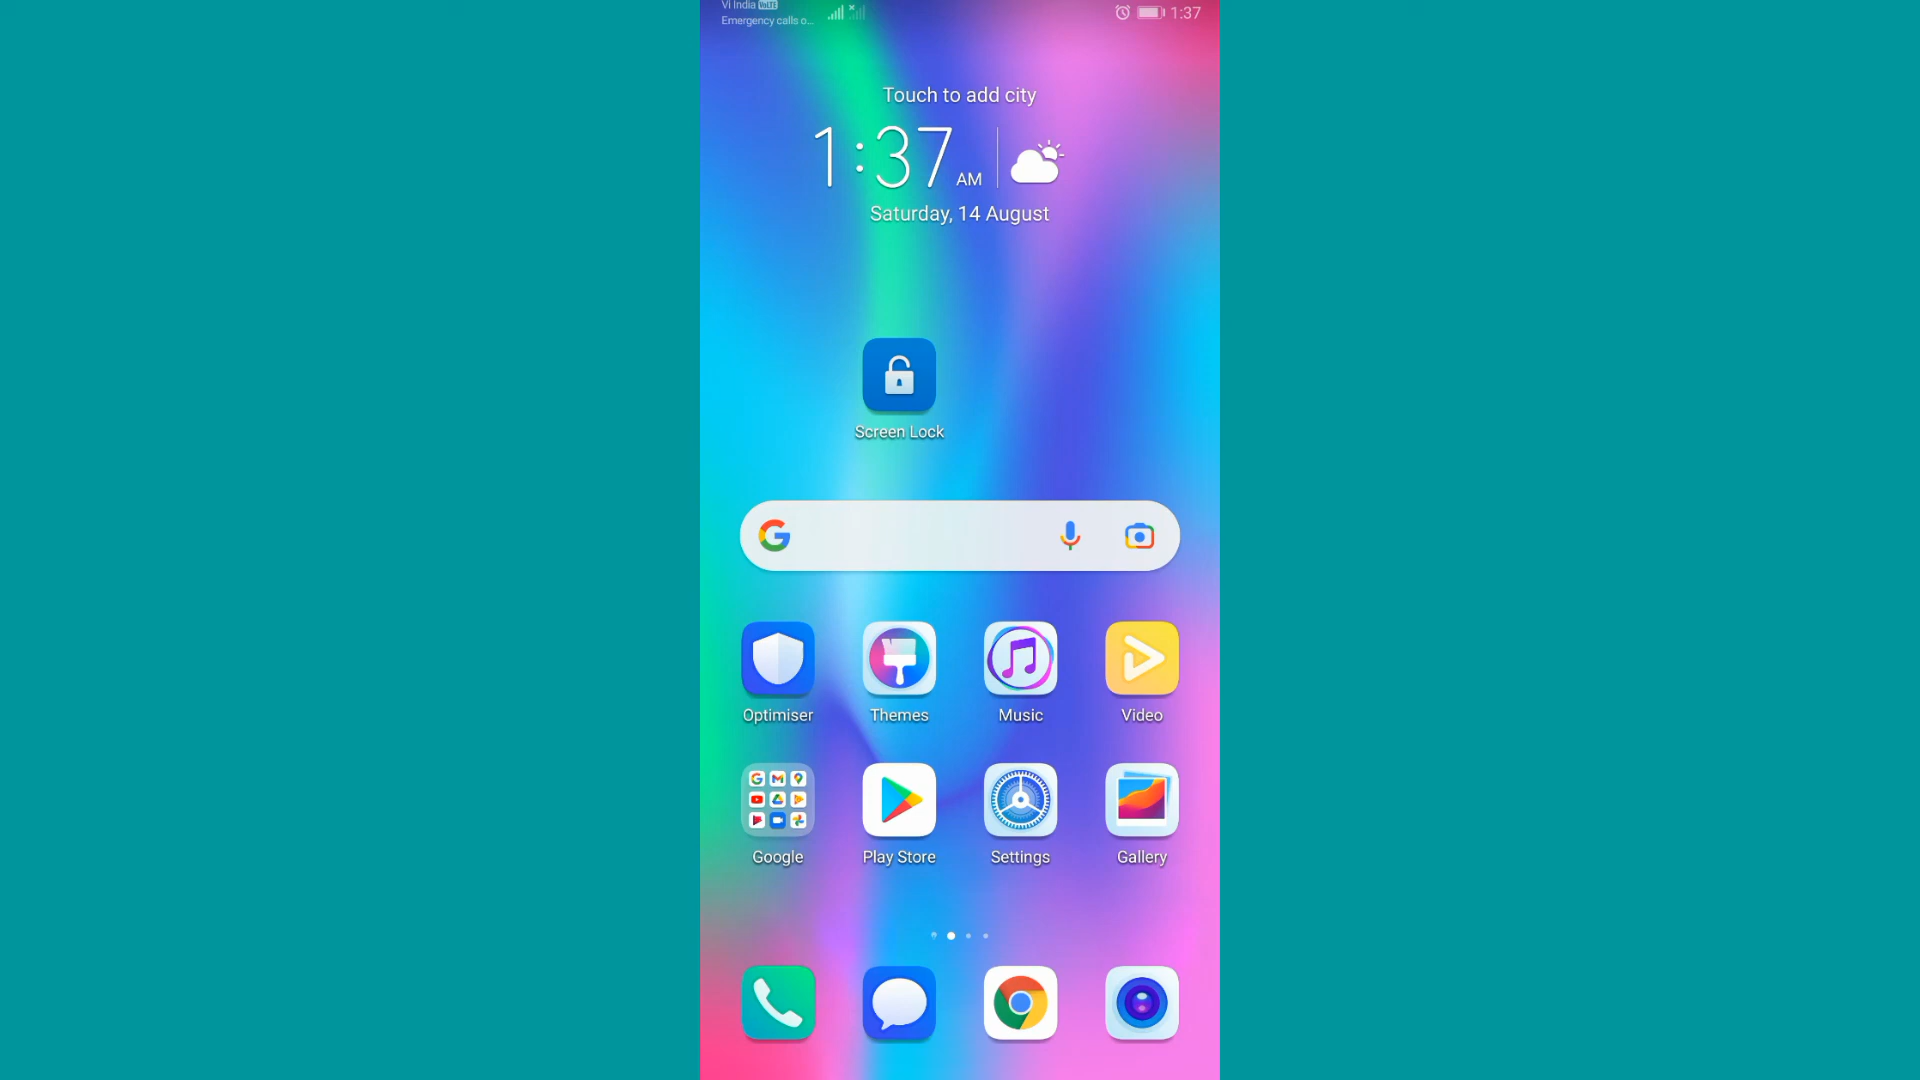 Vi India VoLTE
Emergency calls o...
1:37
Touch to add city
1:37 AM
Saturday, 14 August
Screen Lock
Optimiser
Themes
Music
Video
Google
Play Store
Settings
Gallery